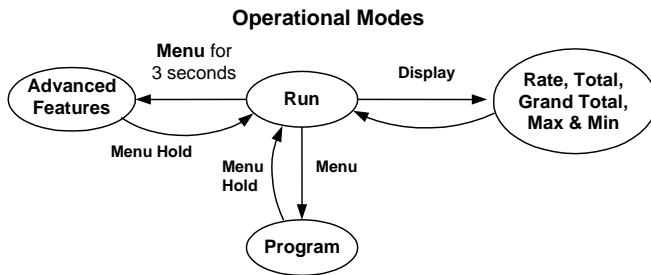 Operational Modes
Menu for
3 seconds
Advanced
Features
Run
Display
Rate, Total,
Grand Total,
Max & Min
Menu Hold
Menu
Hold
Menu
Program